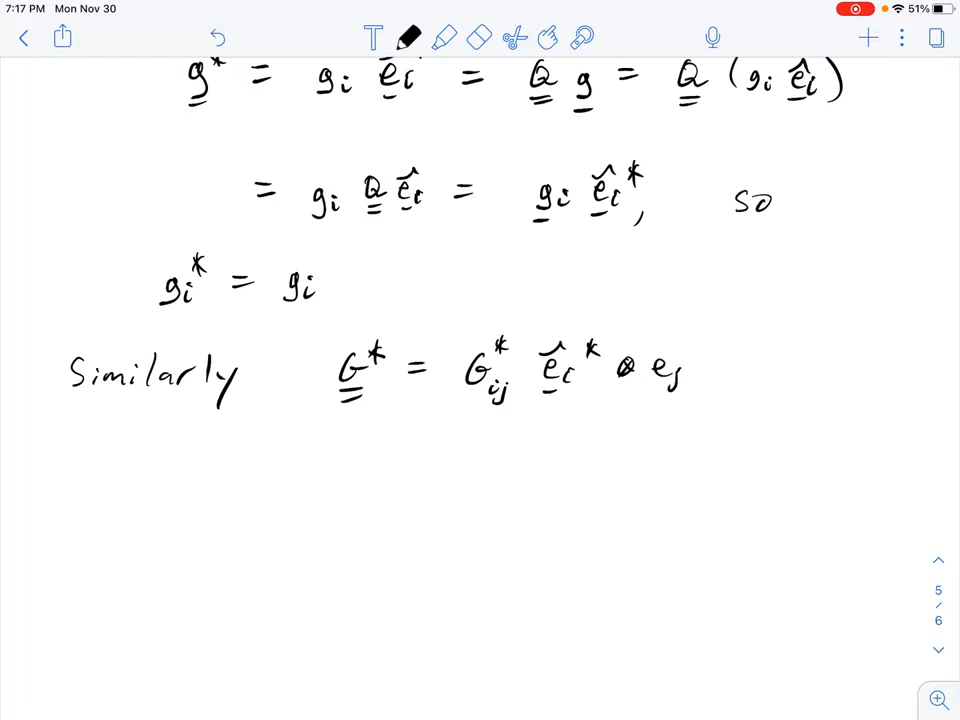 7:17 PM Mon Nov 30
51%
T
g* = gᵢ êᵢ = Q g = Q (gᵢ êᵢ)
= gᵢ Q êᵢ = gᵢ êᵢ*, so
gᵢ* = gᵢ
Similarly G* = Gᵢⱼ* êᵢ* ⊗ eⱼ
5
/
6